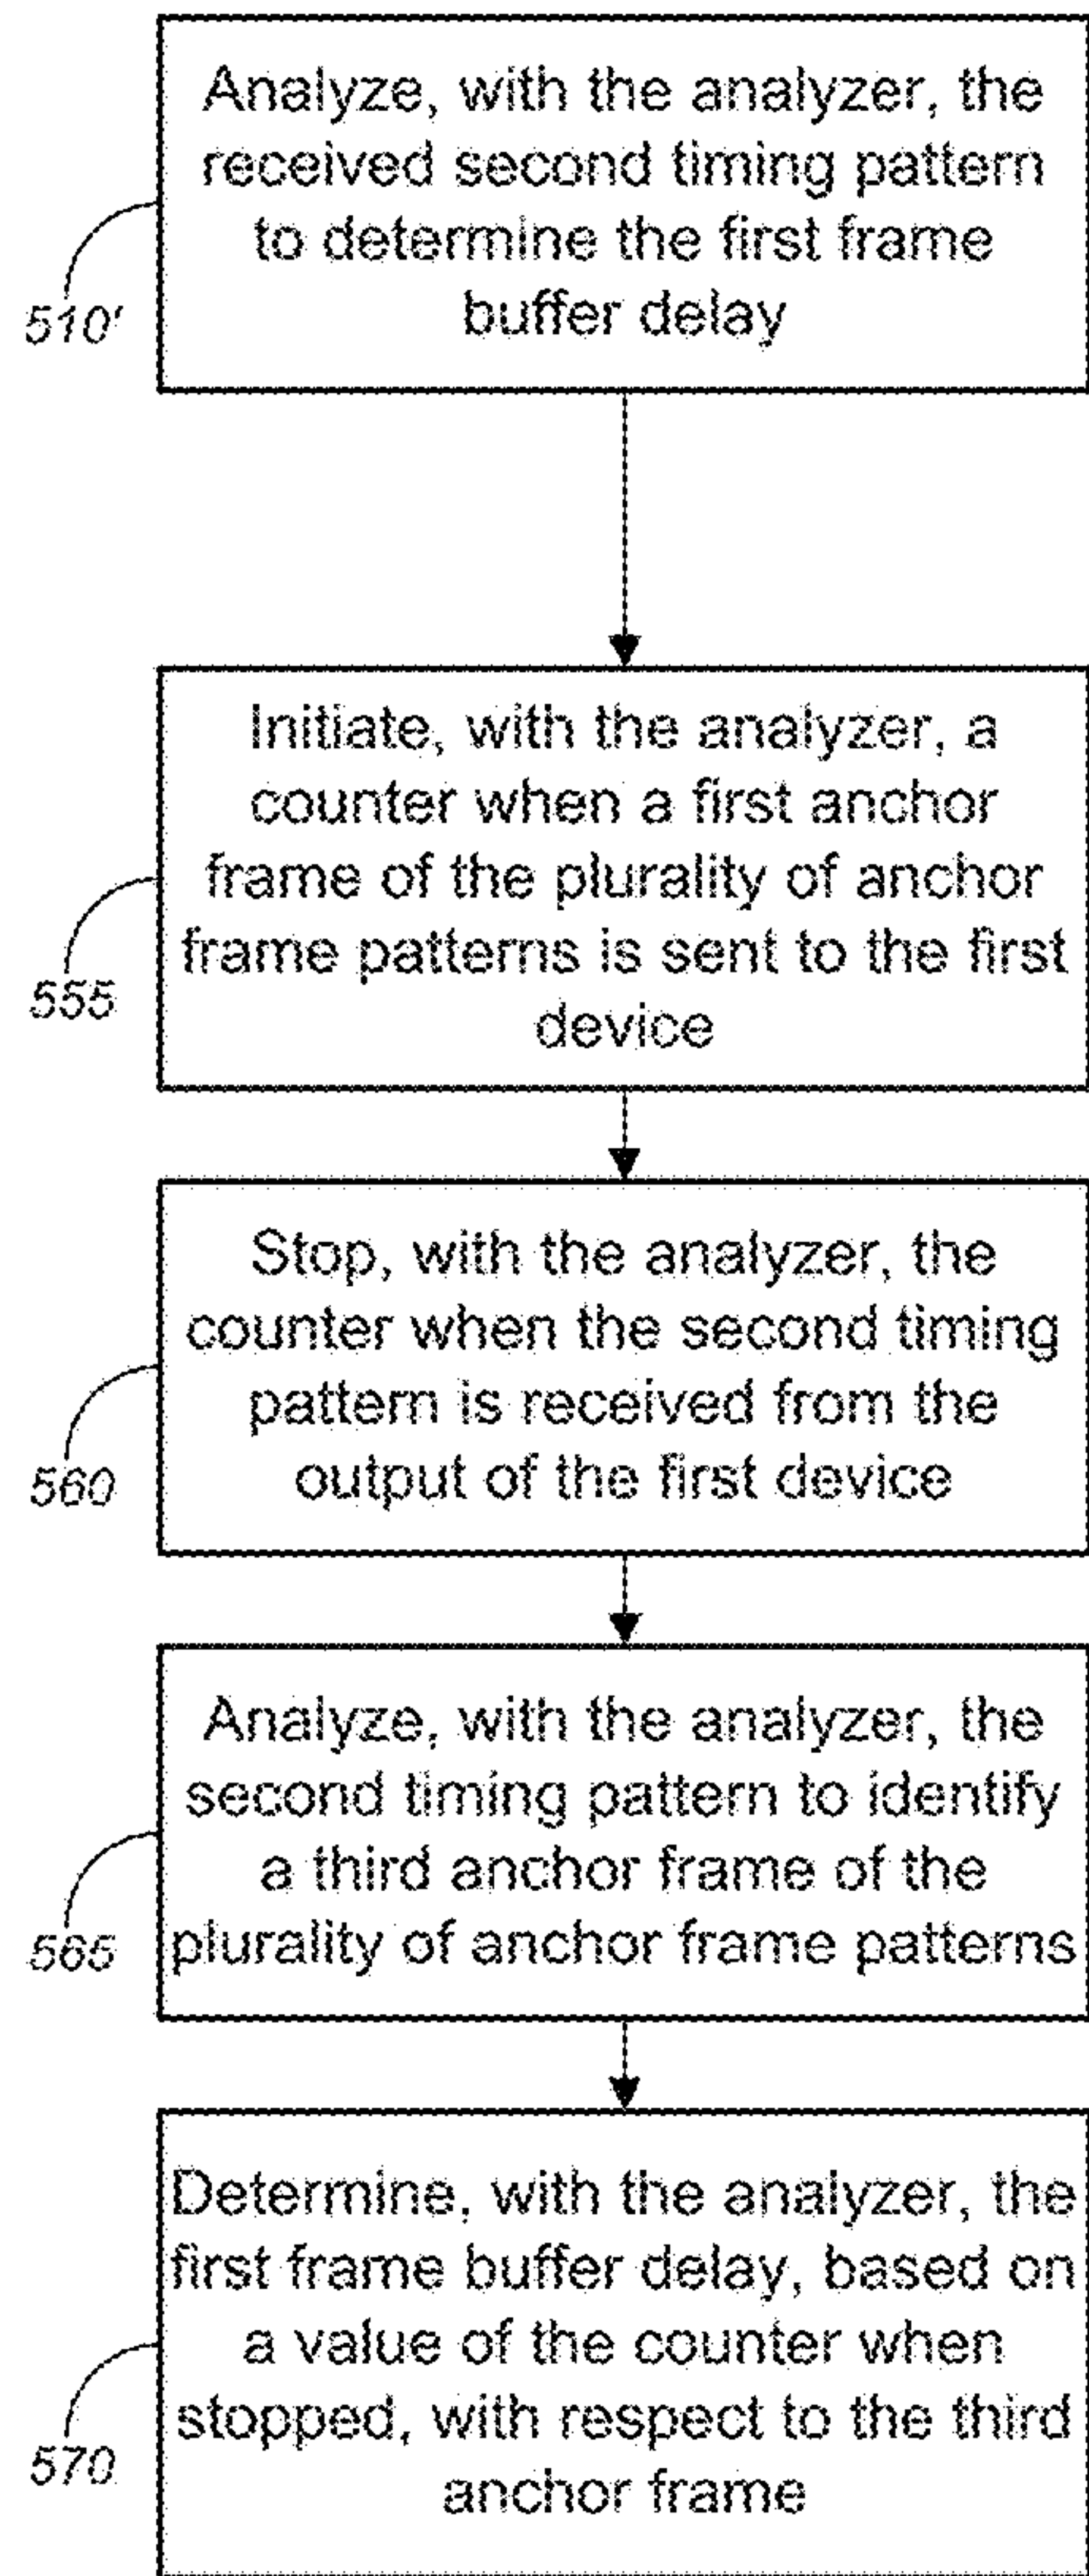 Analyze, with the analyzer, the
received second timing pattern
to determine the first frame
buffer delay
510'
Initiate, with the analyzer, a
counter when a first anchor
frame of the plurality of anchor
frame patterns is sent to the first
device
555
Stop, with the analyzer, the
counter when the second timing
pattern is received from the
output of the first device
560
Analyze, with the analyzer, the
second timing pattern to identify
a third anchor frame of the
plurality of anchor frame patterns
565
Determine, with the analyzer, the
first frame buffer delay, based on
a value of the counter when
stopped, with respect to the third
anchor frame
570